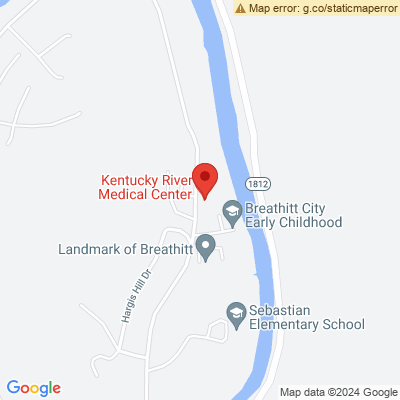 Map error: g.co/staticmaperror
Kentucky River
Medical Center
1812
Breathitt City
Early Childhood
Landmark of Breathitt
Hargis Hill Dr
Sebastian
Elementary School
Google
Map data ©2024 Google